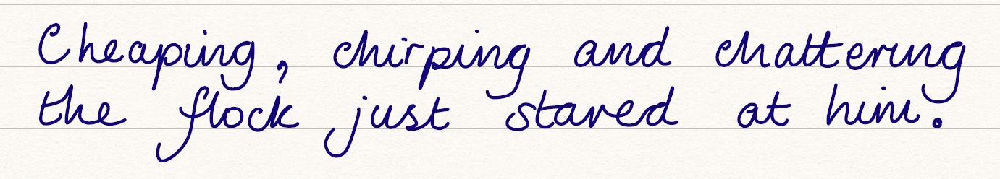 Cheaping, chirping and chattering
the flock just stared at him.